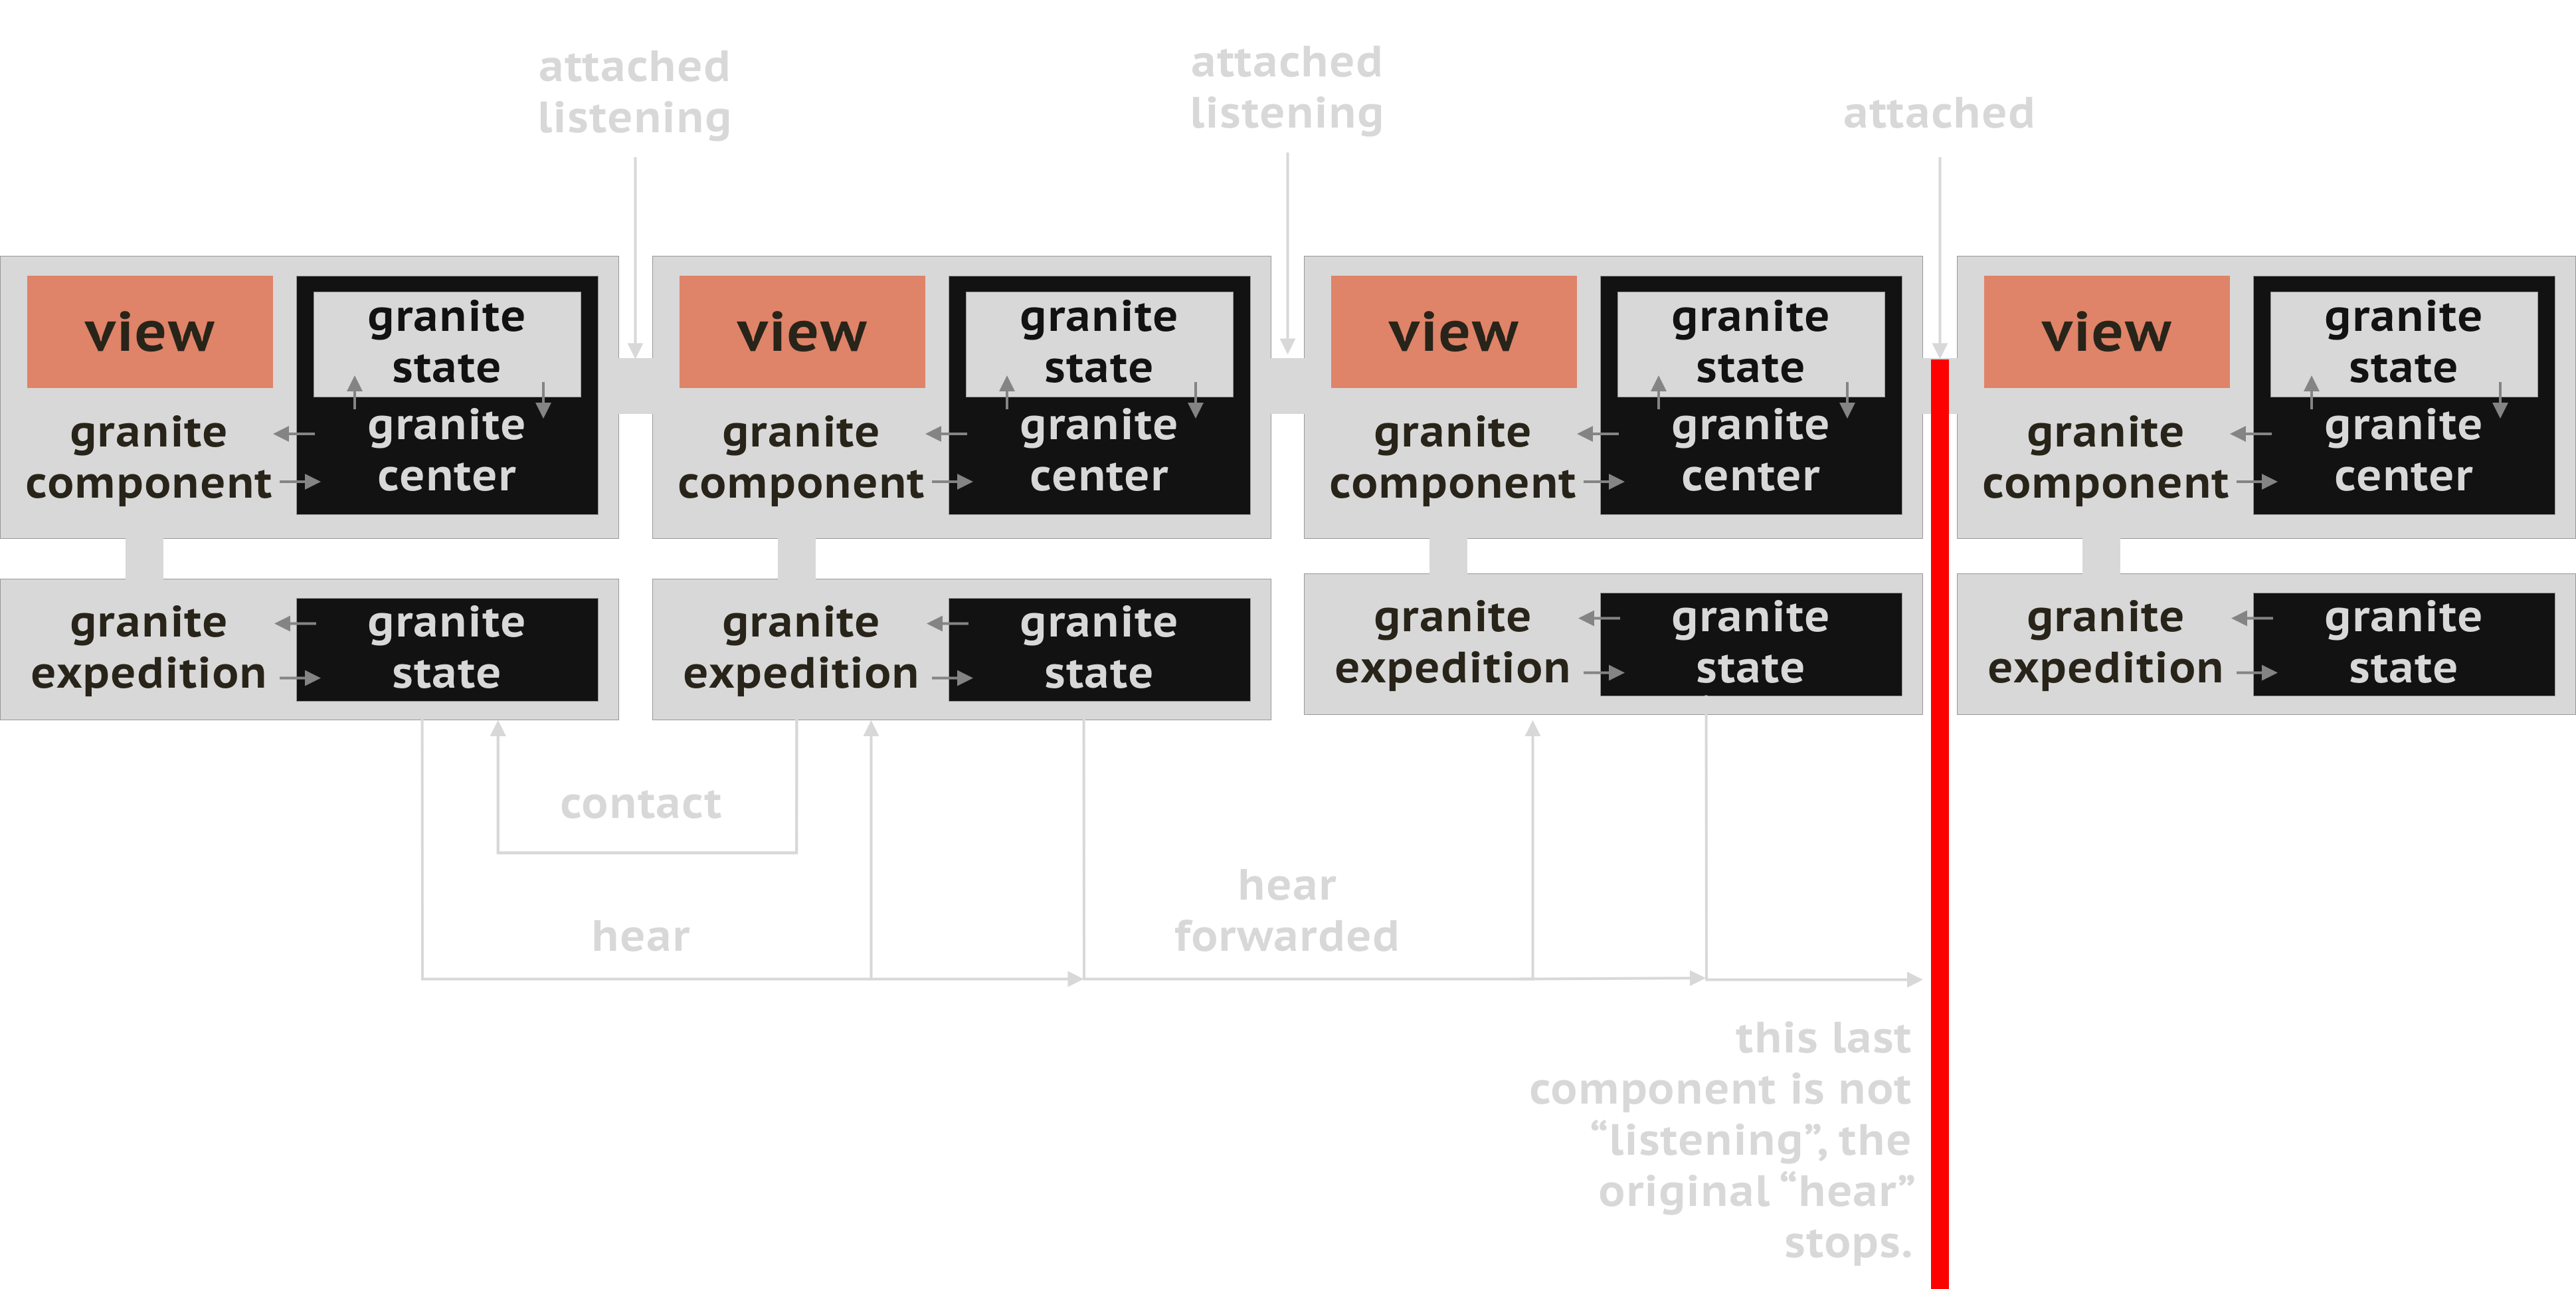 attached
listening
attached
listening
attached
view
granite
state
granite
center
granite
component
granite
expedition
granite
state
view
granite
state
granite
center
granite
component
granite
expedition
granite
state
view
granite
state
granite
center
granite
component
granite
expedition
granite
state
view
granite
state
granite
center
granite
component
granite
expedition
granite
state
contact
hear
hear
forwarded
this last
component is not
“listening”, the
original “hear”
stops.